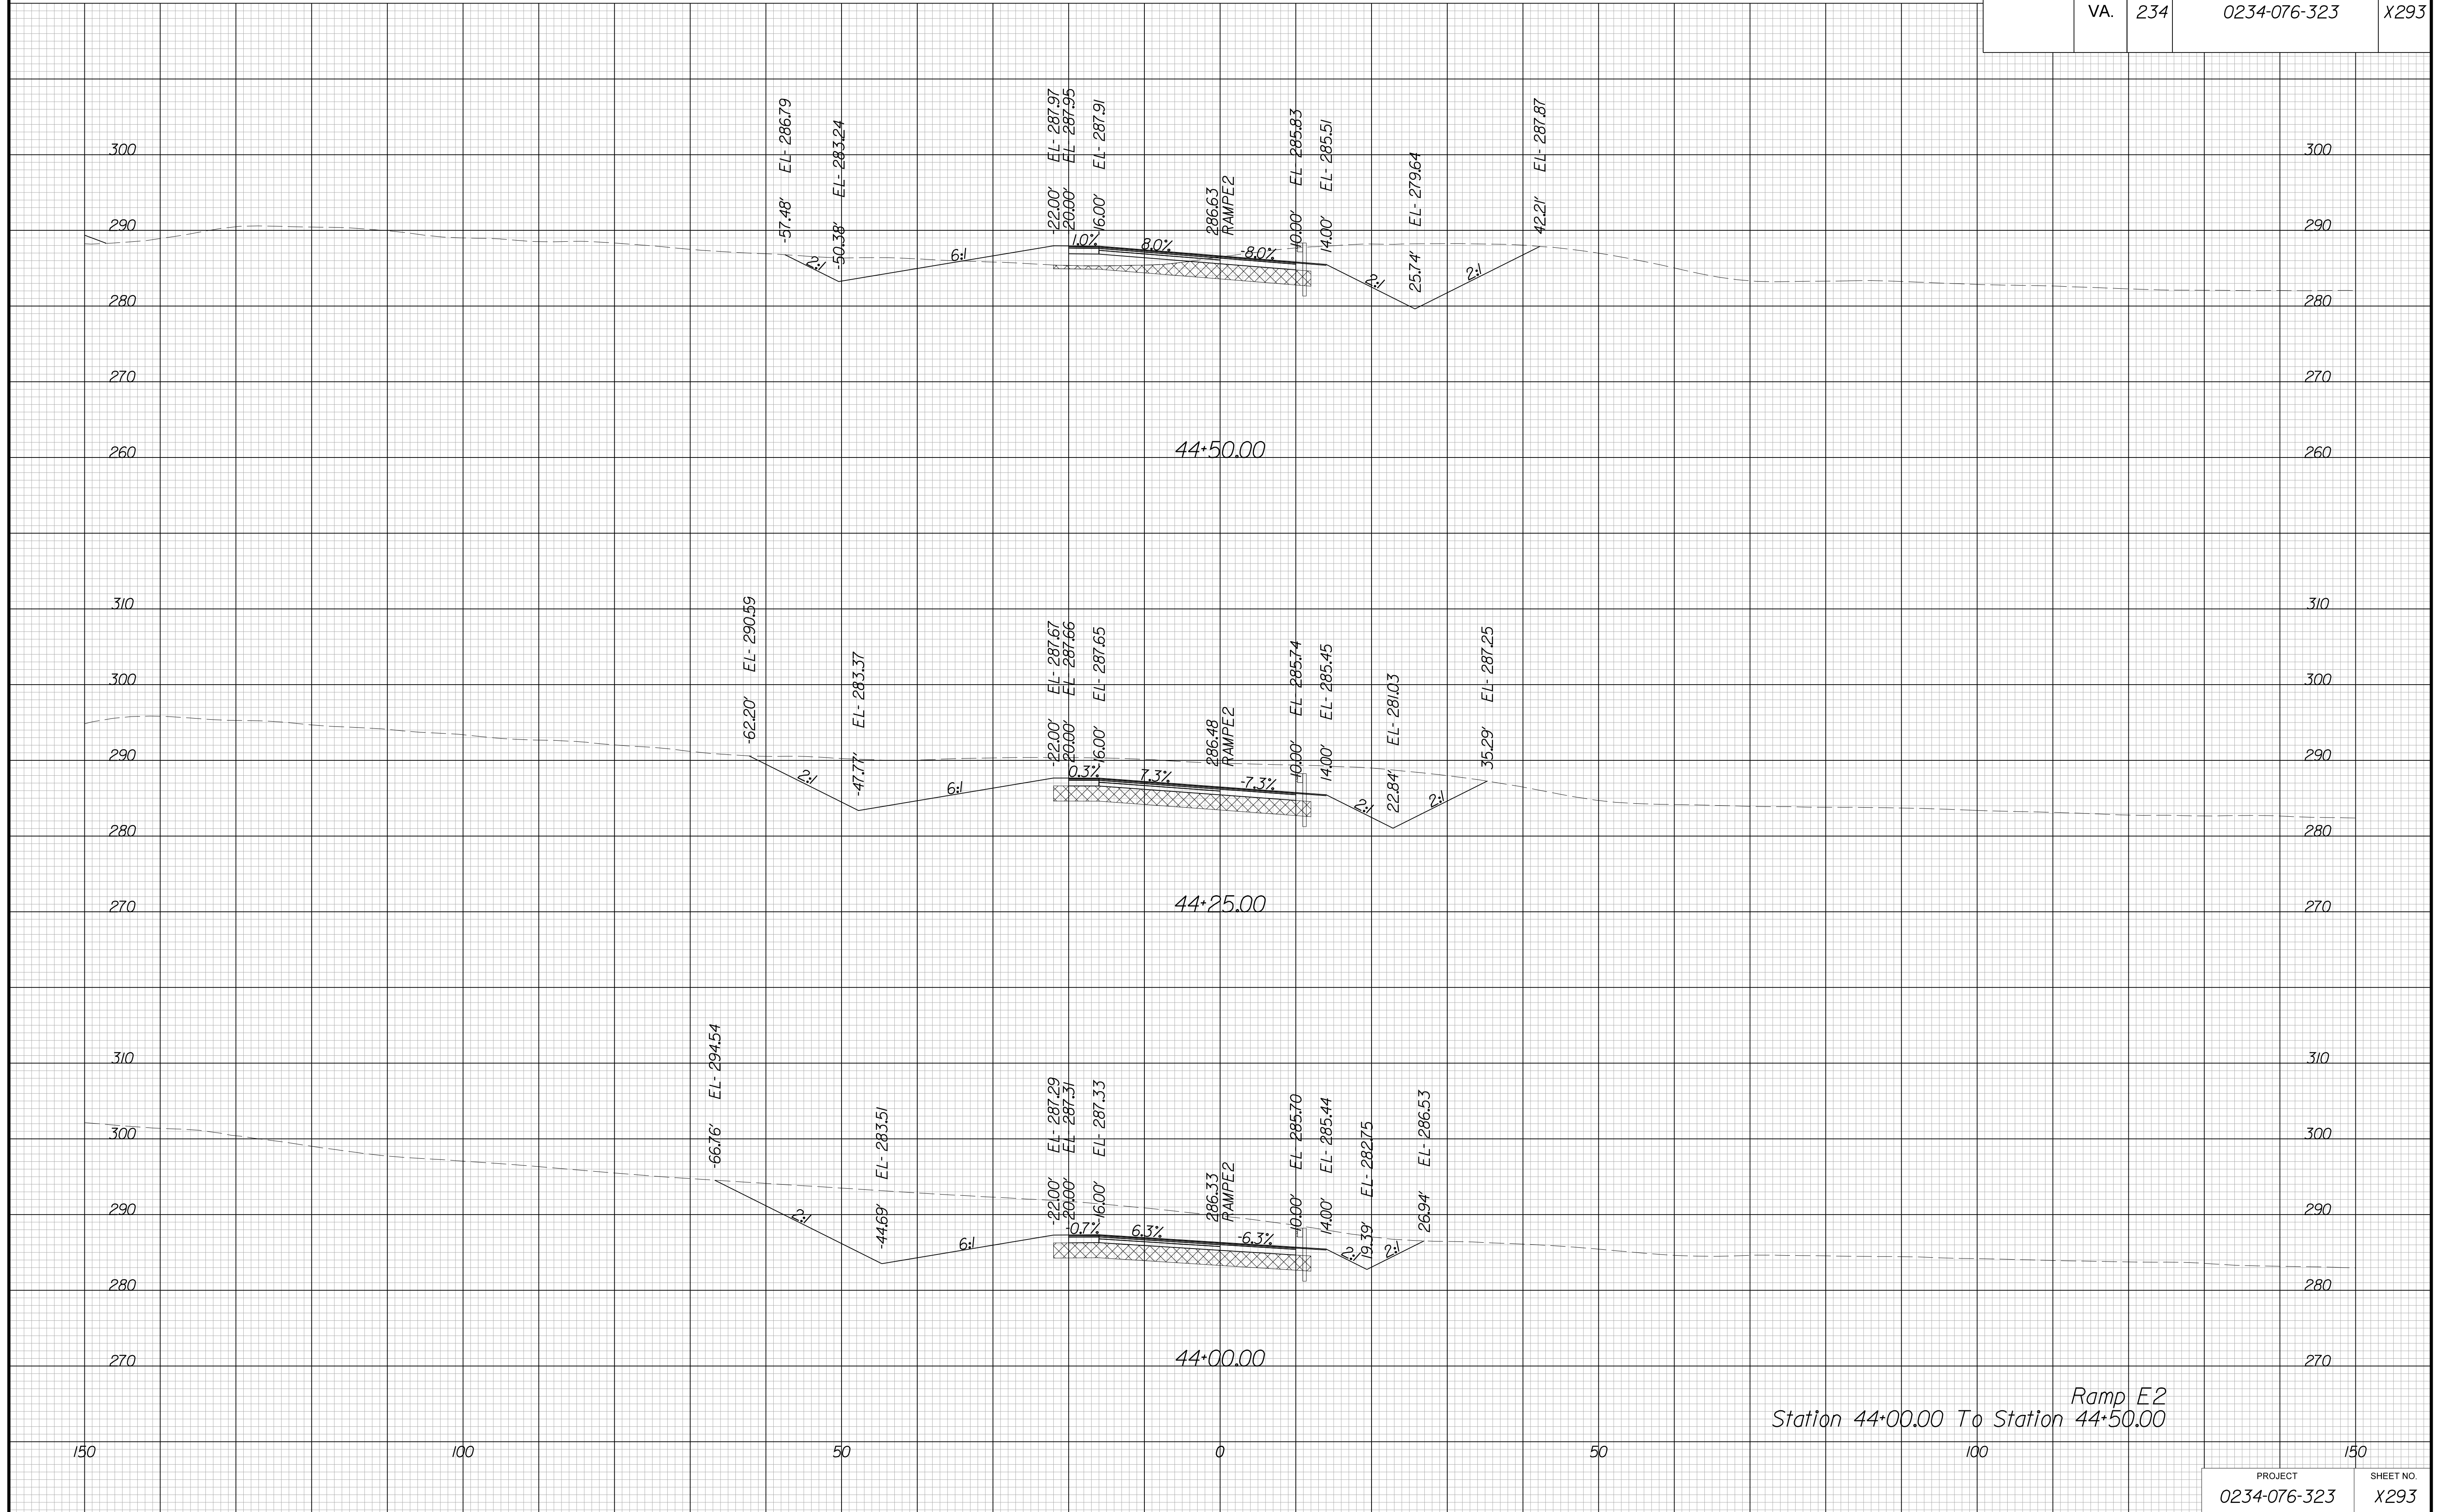 VA. 234 0234-076-323 X293
-57.48' EL- 286.79
-50.38' EL- 283.24
-22.00' EL- 287.97
20.00' EL 287.95
16.00' EL- 287.91
286.63
RAMPE2
10.00' EL 285.83
14.00' EL- 285.51
25.74' EL- 279.64
42.21' EL- 287.87
300 300
290 290
2:1 6:1 1.0% 8.0% -8.0% 2:1 2:1
280 280
270 270
260 44+50.00 260
-62.20' EL- 290.59
-47.77' EL- 283.37
-22.00' EL- 287.67
20.00' EL 287.66
16.00' EL- 287.65
286.48
RAMPE2
10.00' EL 285.74
14.00' EL- 285.45
22.84' EL- 281.03
35.29' EL- 287.25
310 310
300 300
290 290
2:1 6:1 0.3% 7.3% -7.3% 2:1 2:1
280 280
270 44+25.00 270
-66.76' EL- 294.54
-44.69' EL- 283.51
-22.00' EL- 287.29
20.00' EL 287.31
16.00' EL- 287.33
286.33
RAMPE2
10.00' EL 285.70
14.00' EL- 285.44
19.39' EL- 282.75
26.94' EL- 286.53
310 310
300 300
290 290
2:1 6:1 -0.7% 6.3% -6.3% 2:1 2:1
280 280
270 44+00.00 270
Ramp E2
Station 44+00.00 To Station 44+50.00
150 100 50 0 50 100 150
PROJECT SHEET NO.
0234-076-323 X293